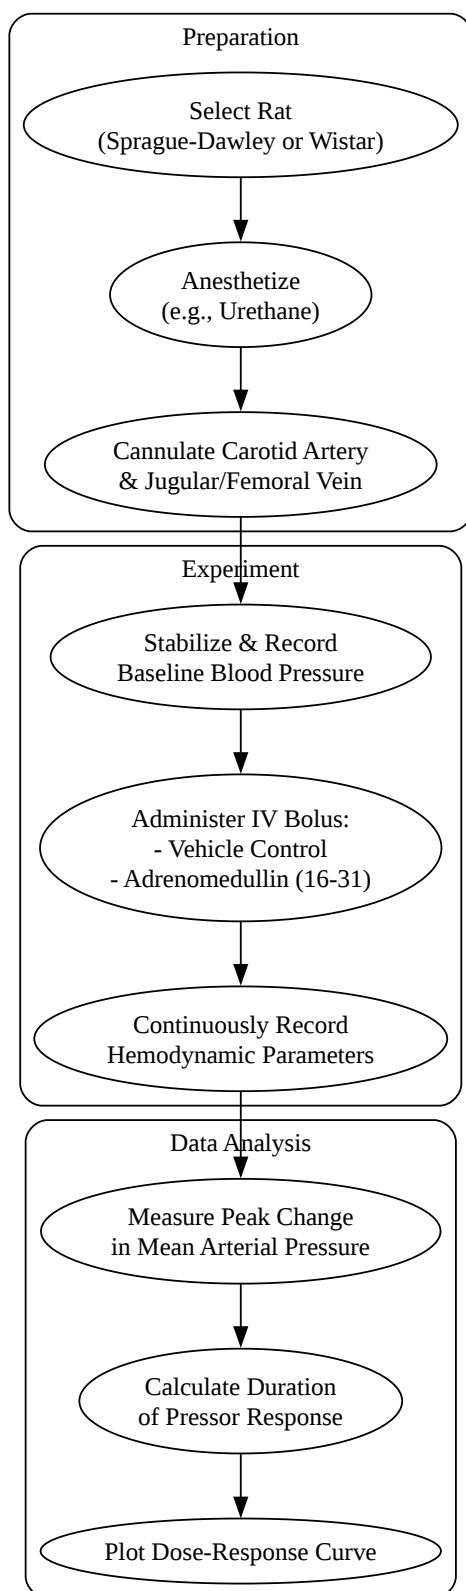 Preparation
Select Rat
(Sprague-Dawley or Wistar)
Anesthetize
(e.g., Urethane)
Cannulate Carotid Artery
& Jugular/Femoral Vein
Experiment
Stabilize & Record
Baseline Blood Pressure
Administer IV Bolus:
- Vehicle Control
- Adrenomedullin (16-31)
Continuously Record
Hemodynamic Parameters
Data Analysis
Measure Peak Change
in Mean Arterial Pressure
Calculate Duration
of Pressor Response
Plot Dose-Response Curve